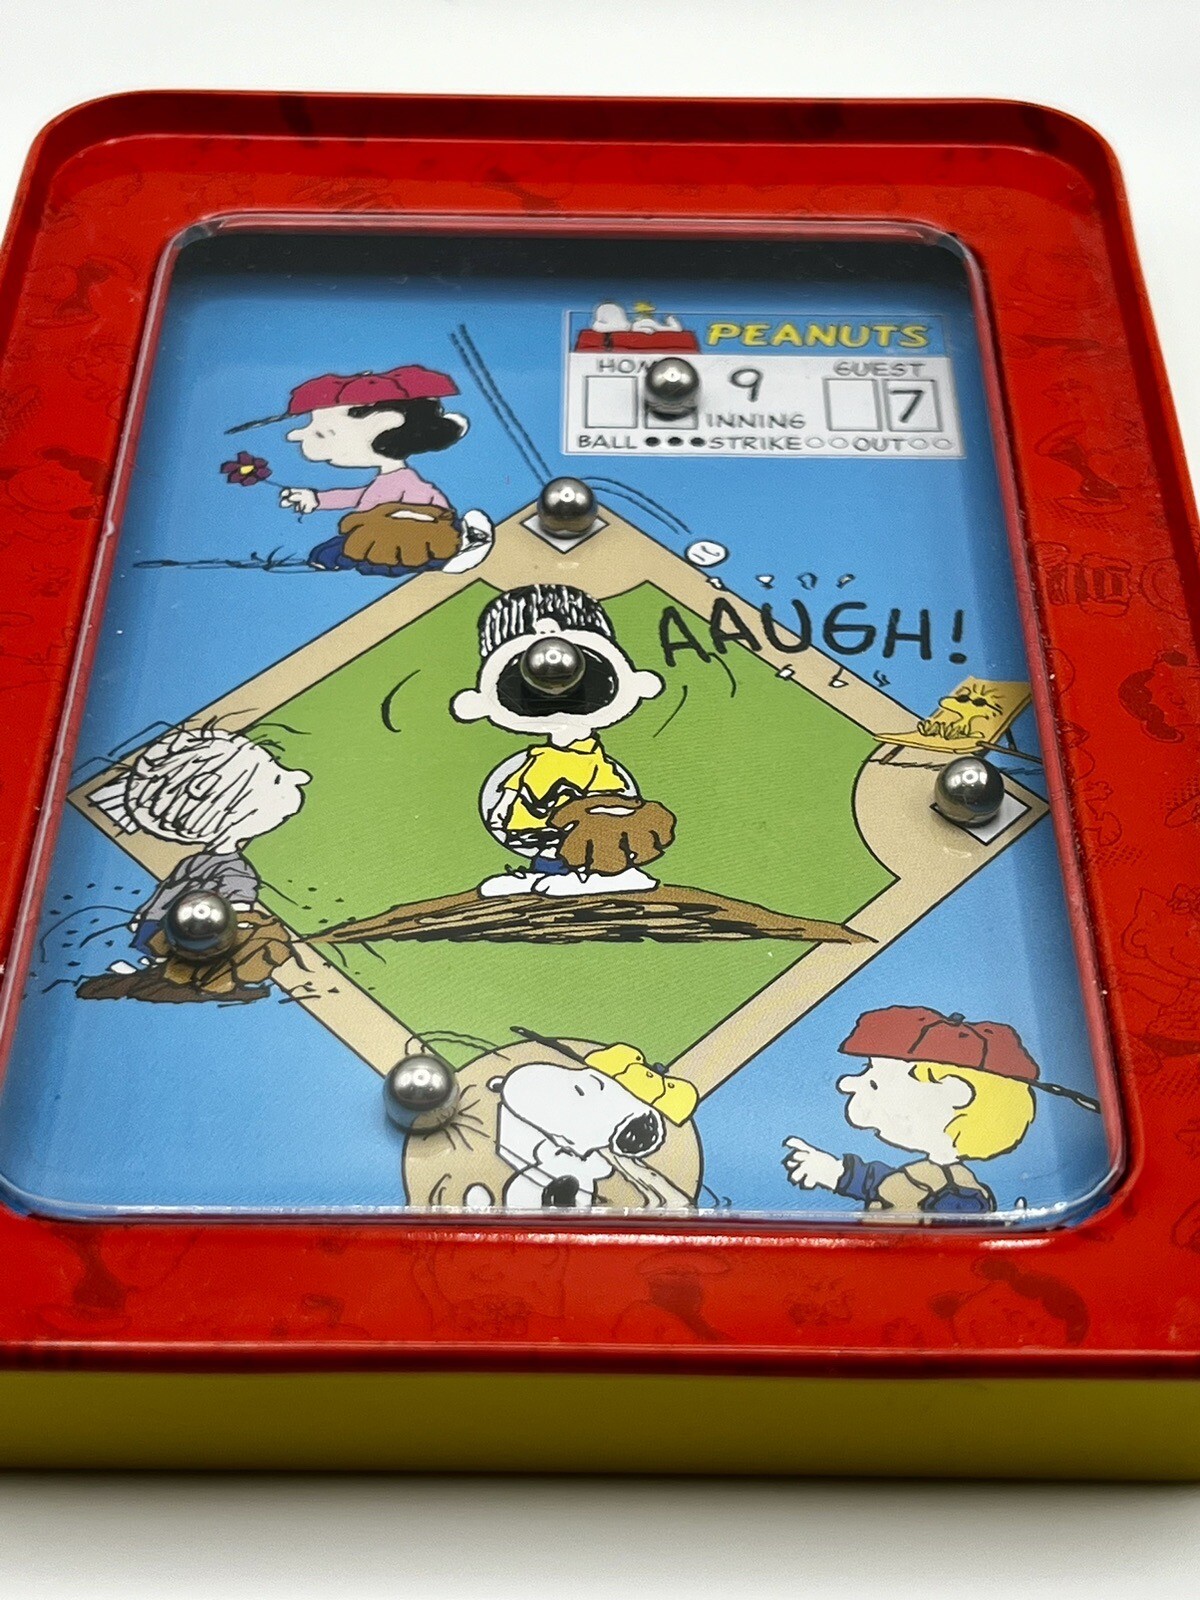 PEANUTS
HOM 9 GUEST
7
INNING
BALL STRIKE OUT
AAUGH!